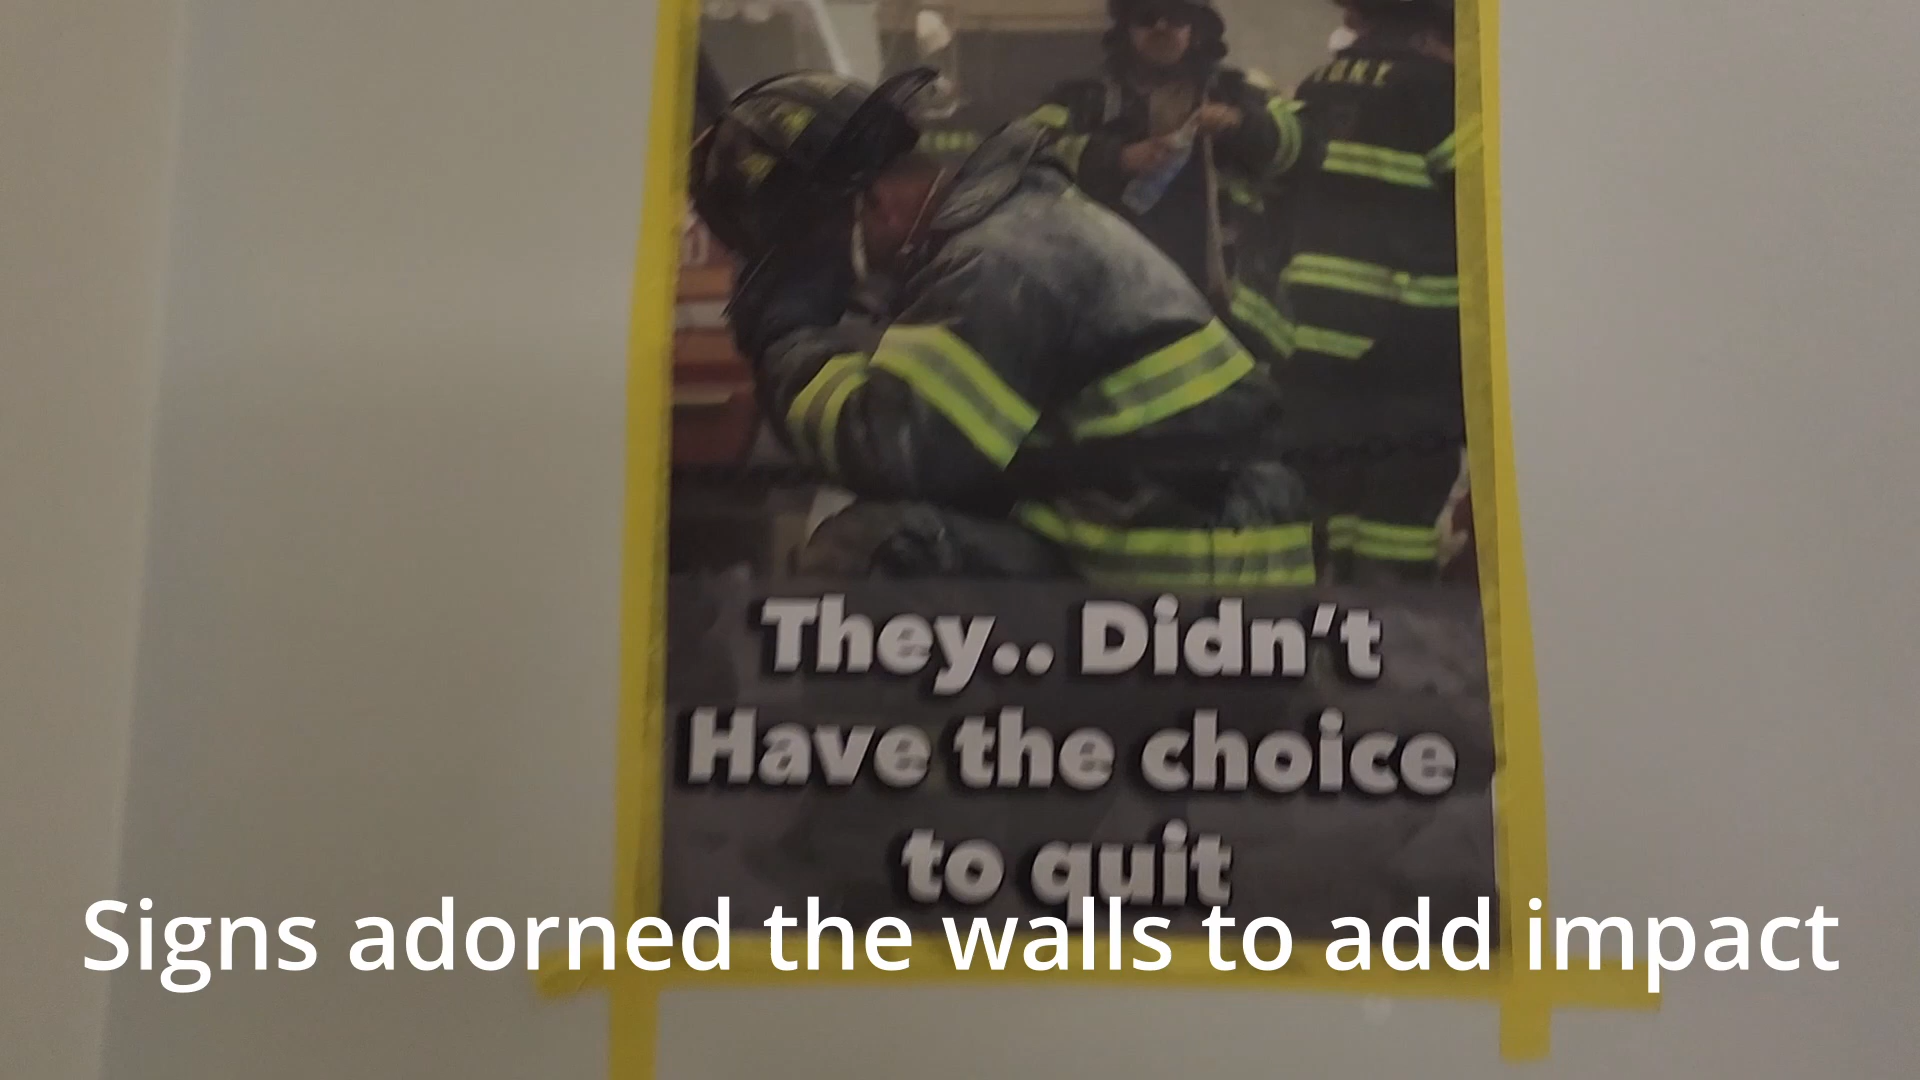 They.. Didn't
Have the choice
to quit
Signs adorned the walls to add impact